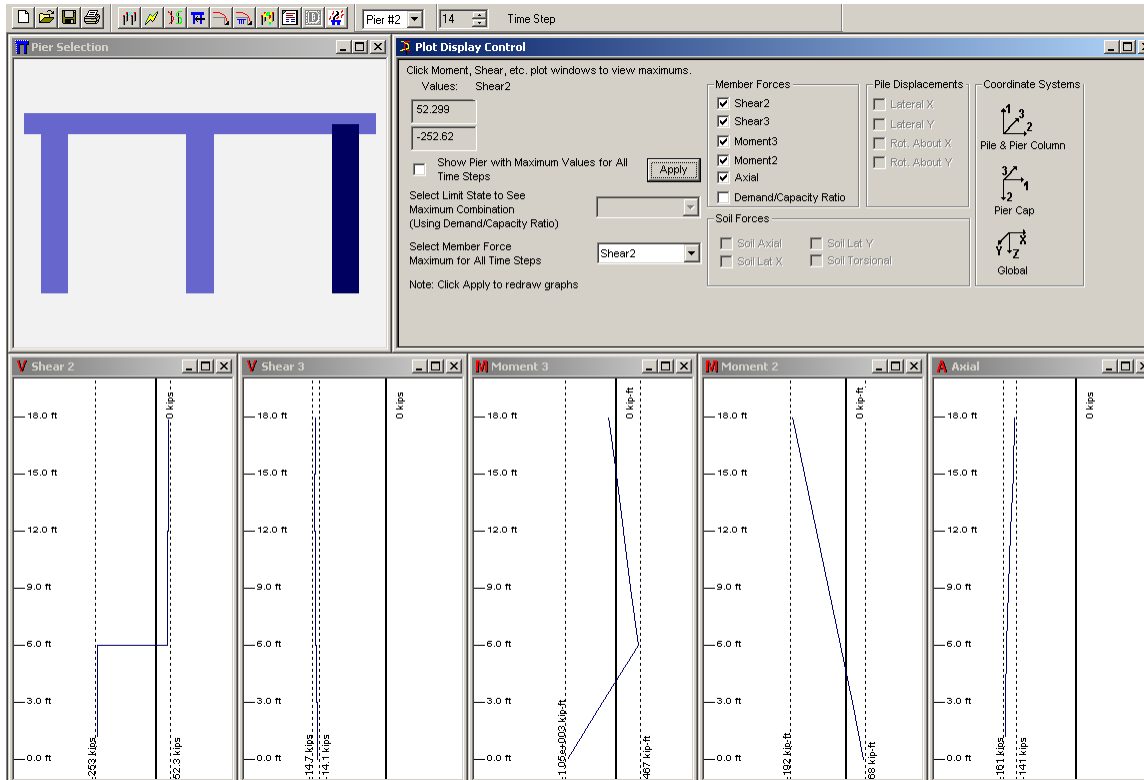 Pier #2 14 Time Step
Pier Selection
Plot Display Control
Click Moment, Shear, etc. plot windows to view maximums.
Values: Shear2
52.299
-252.62
Show Pier with Maximum Values for All
Time Steps
Apply
Select Limit State to See
Maximum Combination
(Using Demand/Capacity Ratio)
Select Member Force
Maximum for All Time Steps
Shear2
Note: Click Apply to redraw graphs
Member Forces
Shear2
Shear3
Moment3
Moment2
Axial
Demand/Capacity Ratio
Pile Displacements
Lateral X
Lateral Y
Rot. About X
Rot. About Y
Soil Forces
Soil Axial
Soil Lat Y
Soil Lat X
Soil Torsional
Coordinate Systems
1
3
2
Pile & Pier Column
3
1
2
Pier Cap
X
Y
Z
Global
V Shear 2
0 kips
18.0 ft
15.0 ft
12.0 ft
9.0 ft
6.0 ft
3.0 ft
0.0 ft
-253 kips
52.3 kips
V Shear 3
0 kips
18.0 ft
15.0 ft
12.0 ft
9.0 ft
6.0 ft
3.0 ft
0.0 ft
-14.7 kips
-14.1 kips
M Moment 3
0 kip-ft
18.0 ft
15.0 ft
12.0 ft
9.0 ft
6.0 ft
3.0 ft
0.0 ft
-1.05e+003 kip-ft
467 kip-ft
M Moment 2
0 kip-ft
18.0 ft
15.0 ft
12.0 ft
9.0 ft
6.0 ft
3.0 ft
0.0 ft
-192 kip-ft
kip-ft
A Axial
0 kips
18.0 ft
15.0 ft
12.0 ft
9.0 ft
6.0 ft
3.0 ft
0.0 ft
-161 kips
-141 kips